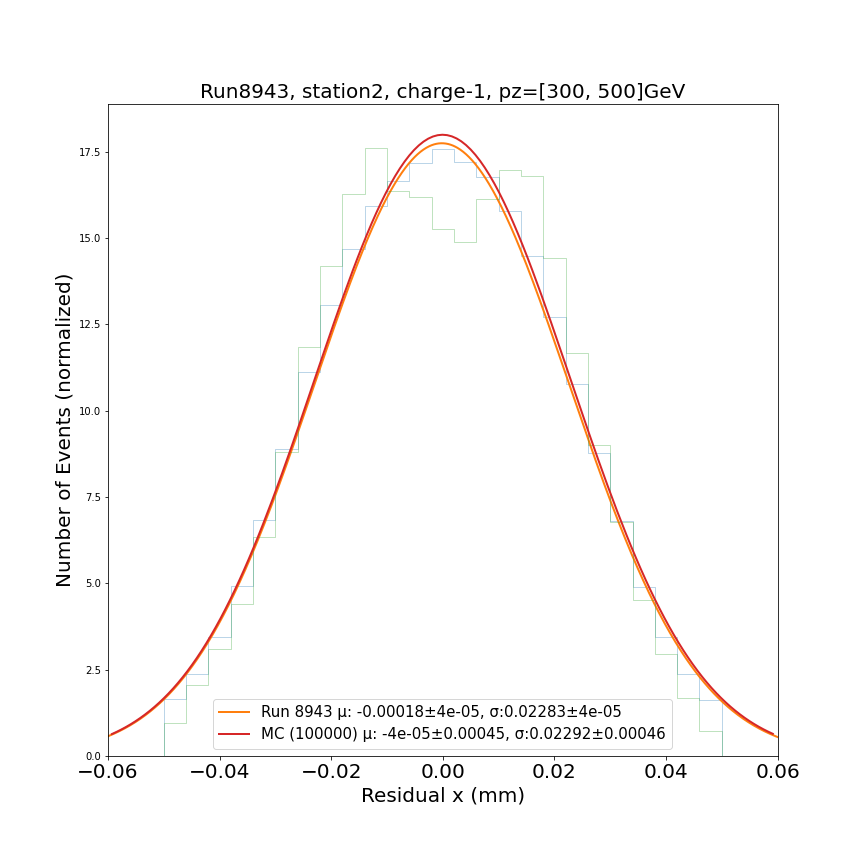 Run8943, station2, charge-1, pz=[300, 500]GeV
Number of Events (normalized)
17.5
15.0
12.5
10.0
7.5
5.0
2.5
0.0
Run 8943 μ: -0.00018±4e-05, σ:0.02283±4e-05
MC (100000) μ: -4e-05±0.00045, σ:0.02292±0.00046
−0.06 −0.04 −0.02 0.00 0.02 0.04 0.06
Residual x (mm)